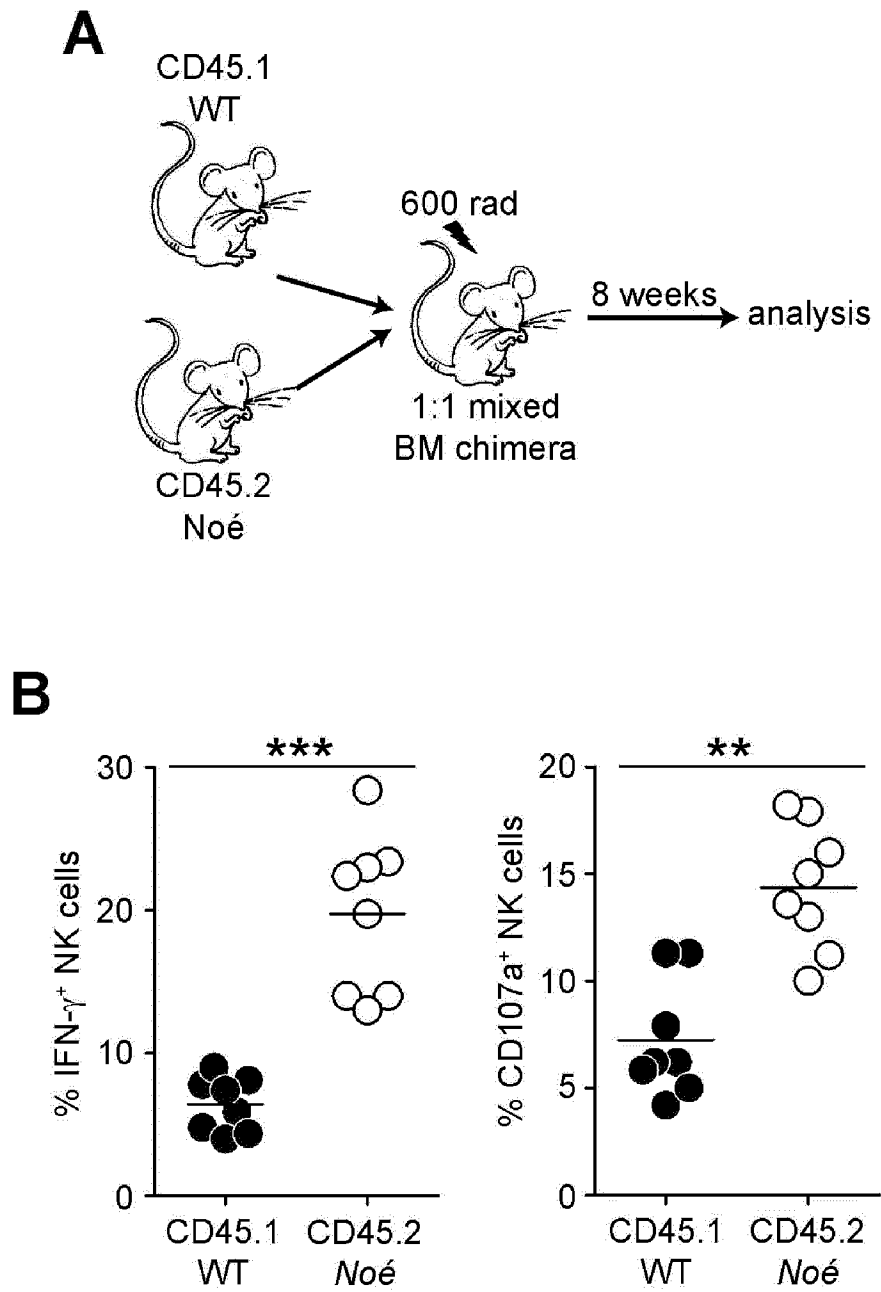 A
CD45.1
WT
600 rad
8 weeks
analysis
1:1 mixed
BM chimera
CD45.2
Noé
B
***
30
20
10
0
% IFN-γ+ NK cells
CD45.1
WT
CD45.2
Noé
**
20
15
10
5
0
% CD107a+ NK cells
CD45.1
WT
CD45.2
Noé